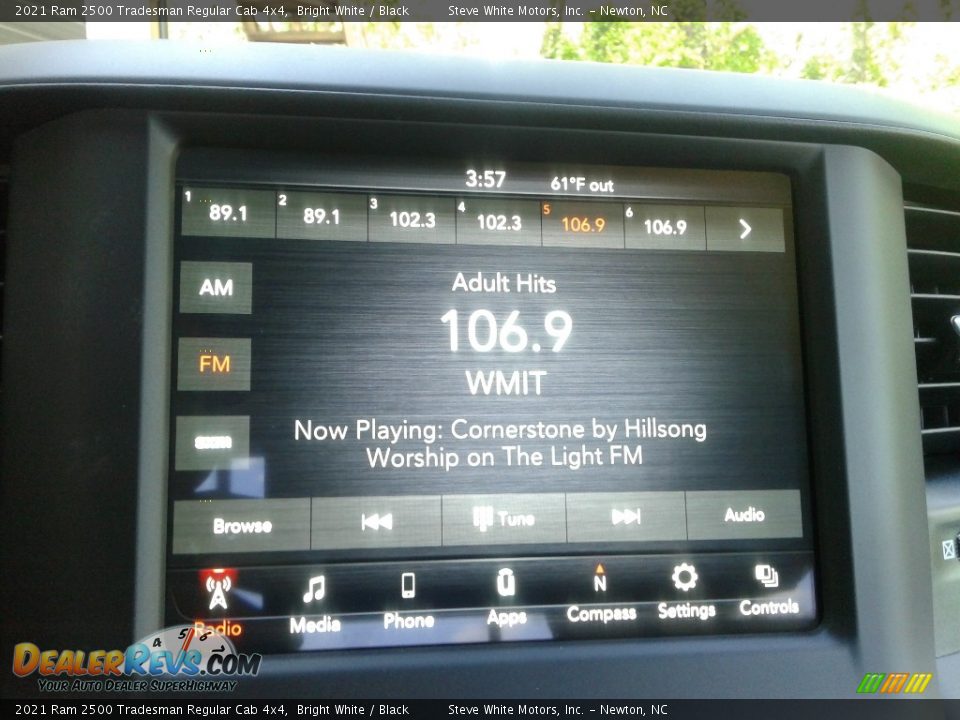 2021 Ram 2500 Tradesman Regular Cab 4x4, Bright White / Black Steve White Motors, Inc. - Newton, NC
3:57 61°F out
1 89.1 2 89.1 3 102.3 4 102.3 5 106.9 6 106.9
AM
Adult Hits
106.9
FM
WMIT
Now Playing: Cornerstone by Hillsong
Worship on The Light FM
Browse Tune Audio
Radio Media Phone Apps N Compass Settings Controls
4 5 6
DealerRevs.com
Your Auto Dealer SuperHighway
2021 Ram 2500 Tradesman Regular Cab 4x4, Bright White / Black Steve White Motors, Inc. - Newton, NC